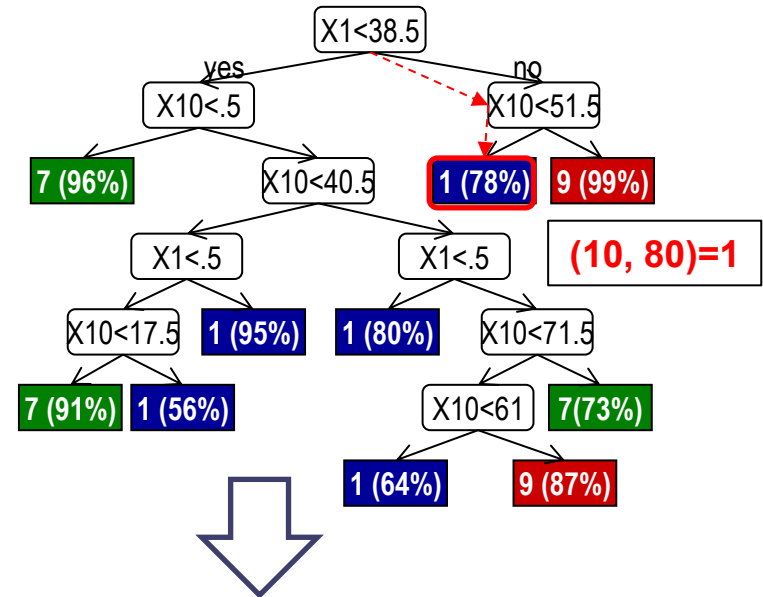 X1<38.5
yes
no
X10<.5
X10<51.5
7 (96%)
X10<40.5
1 (78%)
9 (99%)
X1<.5
X1<.5
(10, 80)=1
X10<17.5
1 (95%)
1 (80%)
X10<71.5
7 (91%)
1 (56%)
X10<61
7(73%)
1 (64%)
9 (87%)